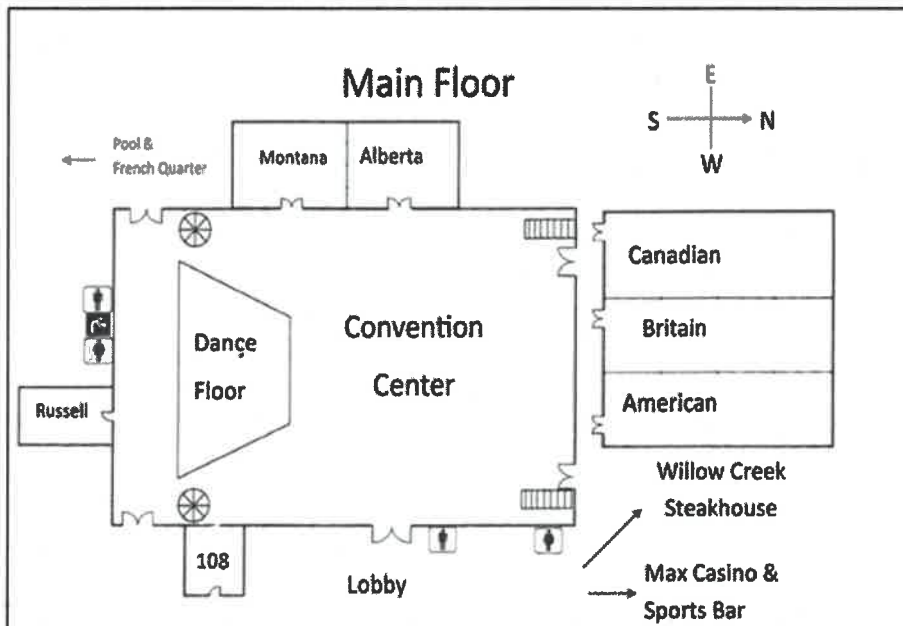 Main Floor
E
S N
W
Pool &
French Quarter
Montana
Alberta
Canadian
Britain
American
Dance
Floor
Convention
Center
Russell
108
Lobby
Willow Creek
Steakhouse
Max Casino &
Sports Bar